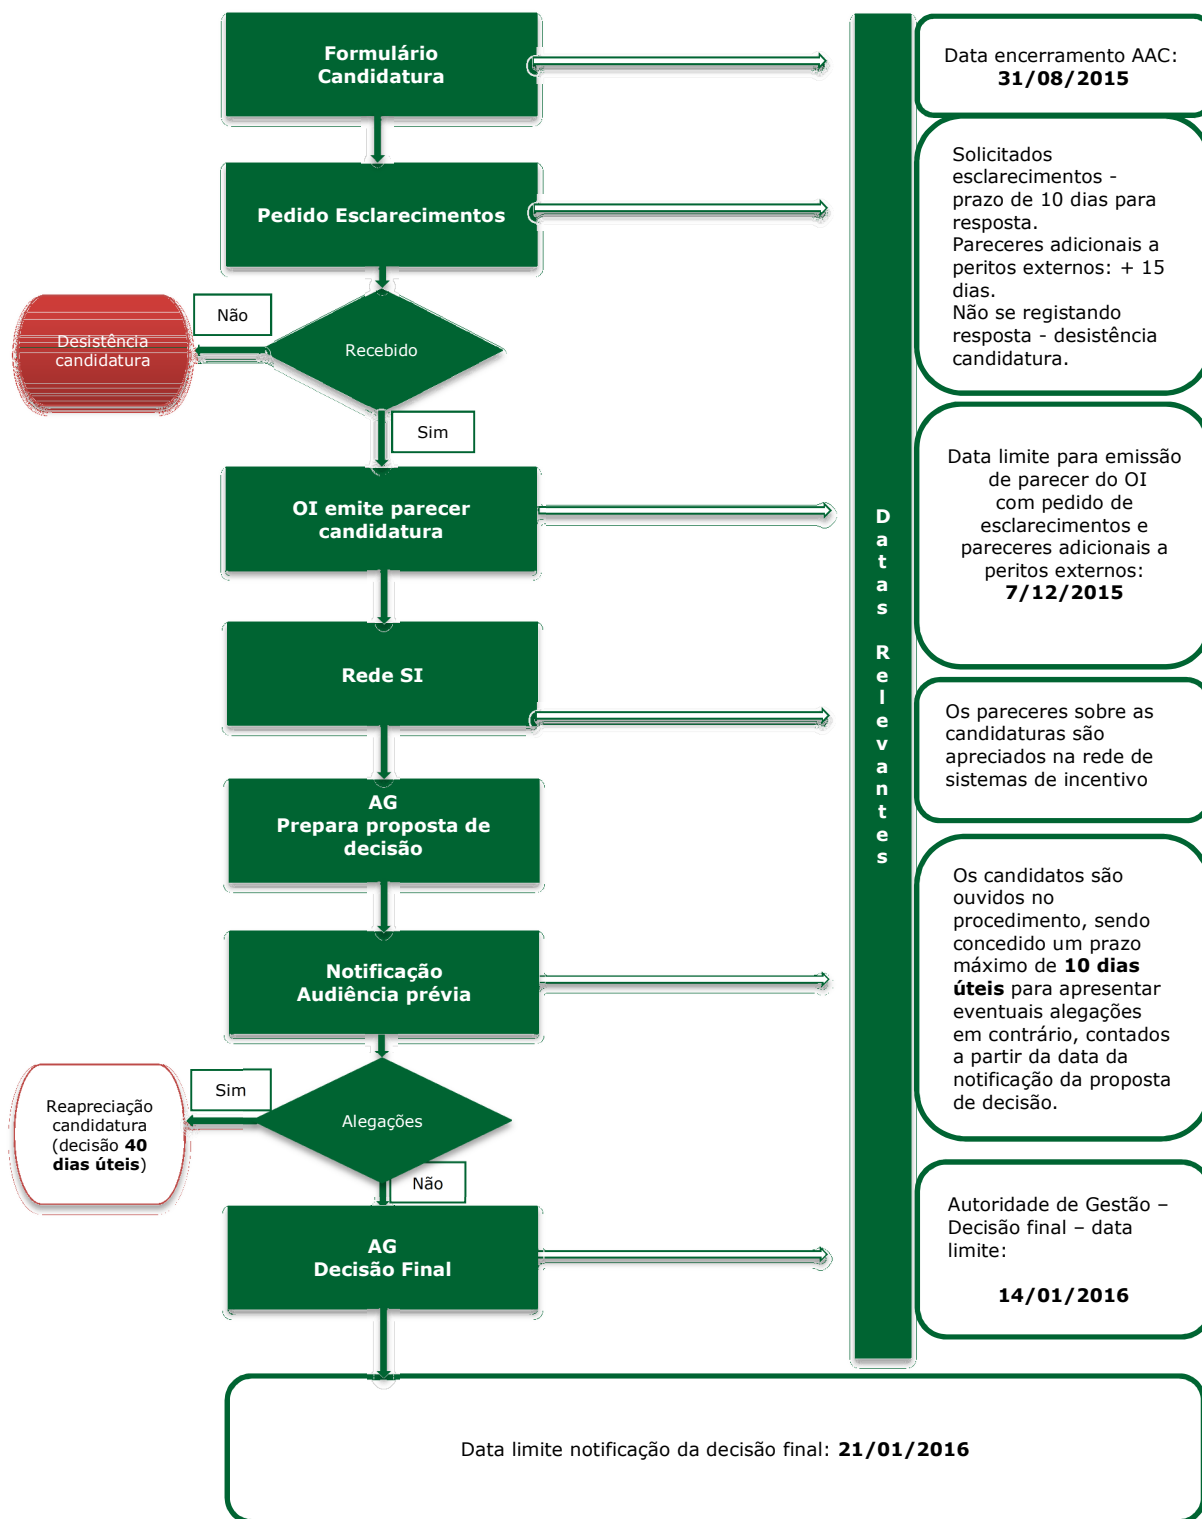 Formulário
Candidatura
Data encerramento AAC:
31/08/2015
Pedido Esclarecimentos
Solicitados
esclarecimentos -
prazo de 10 dias para
resposta.
Pareceres adicionais a
peritos externos: + 15
dias.
Não se registando
resposta - desistência
candidatura.
Não
Desistência
candidatura
Recebido
Sim
OI emite parecer
candidatura
Data limite para emissão
de parecer do OI
com pedido de
esclarecimentos e
pareceres adicionais a
peritos externos:
7/12/2015
Datas Relevantes
Rede SI
Os pareceres sobre as
candidaturas são
apreciados na rede de
sistemas de incentivo
AG
Prepara proposta de
decisão
Notificação
Audiência prévia
Os candidatos são
ouvidos no
procedimento, sendo
concedido um prazo
máximo de 10 dias
úteis para apresentar
eventuais alegações
em contrário, contados
a partir da data da
notificação da proposta
de decisão.
Sim
Reapreciação
candidatura
(decisão 40
dias úteis)
Alegações
Não
AG
Decisão Final
Autoridade de Gestão –
Decisão final – data
limite:
14/01/2016
Data limite notificação da decisão final: 21/01/2016